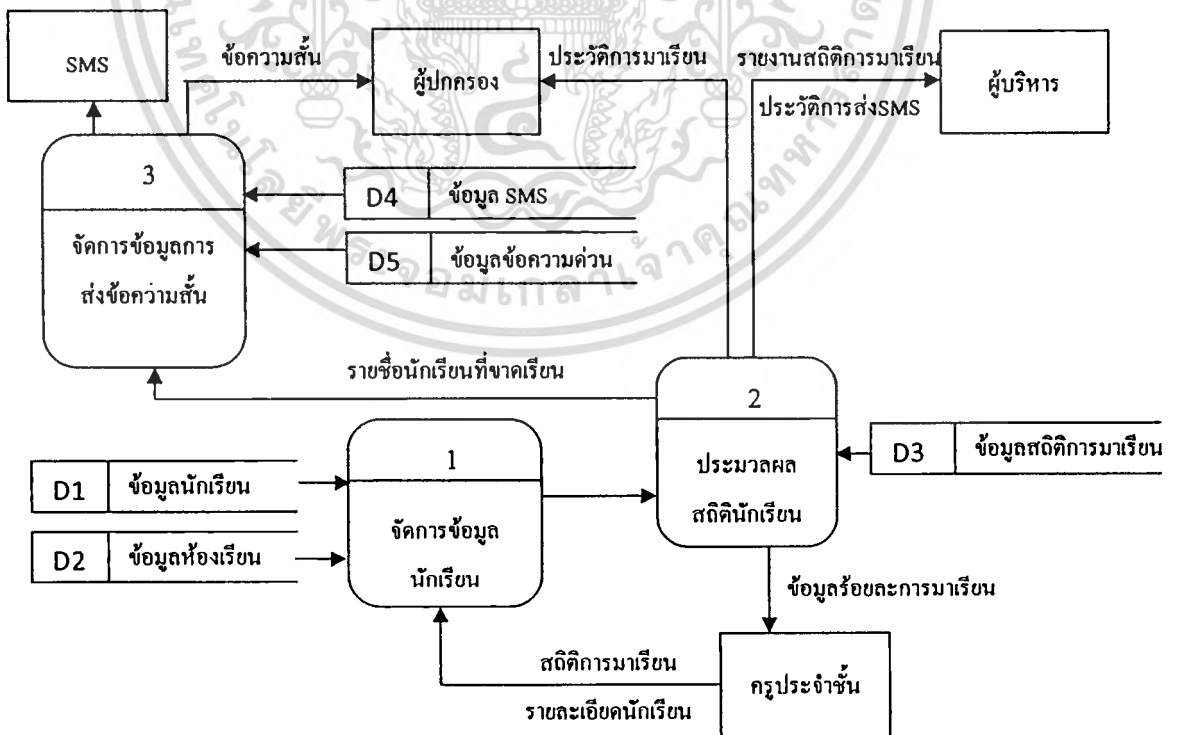 SMS
ข้อความสั้น
ผู้ปกครอง
ประวัติการมาเรียน
รายงานสถิติการมาเรียน
ประวัติการส่งSMS
ผู้บริหาร
3
จัดการข้อมูลการ
ส่งข้อความสั้น
D4 ข้อมูล SMS
D5 ข้อมูลข้อความด่วน
รายชื่อนักเรียนที่ขาดเรียน
2
ประมวลผล
สถิตินักเรียน
D3 ข้อมูลสถิติการมาเรียน
1
จัดการข้อมูล
นักเรียน
D1 ข้อมูลนักเรียน
D2 ข้อมูลห้องเรียน
ข้อมูลร้อยละการมาเรียน
สถิติการมาเรียน
รายละเอียดนักเรียน
ครูประจำชั้น